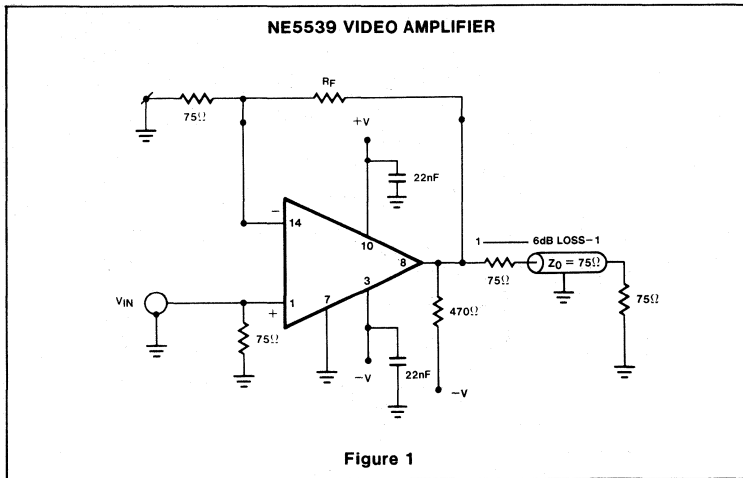 NE5539 VIDEO AMPLIFIER
RF
75Ω
+V
22nF
−
14
10
8
1 6dB LOSS-1
75Ω
Z0 = 75Ω
75Ω
VIN
1
+
7
3
75Ω
470Ω
−V
22nF
−V
Figure 1